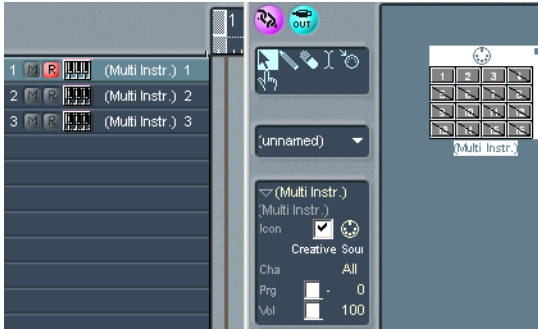 1
OUT
1 M R (Multi Instr.) 1
2 M R (Multi Instr.) 2
3 M R (Multi Instr.) 3
(unnamed)
(Multi Instr.)
(Multi Instr.)
Icon
Creative Sour
Cha All
Prg - 0
Vol 100
1 2 3
(Multi Instr.)